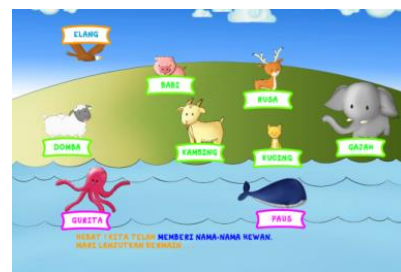 ELANG
BABI
RUSA
DOMBA
KAMBING
KUCING
GAJAH
GURITA
PAUS
HEBAT ! KITA TELAH MEMBERI NAMA-NAMA HEWAN.
MARI LANJUTKAN BERMAIN